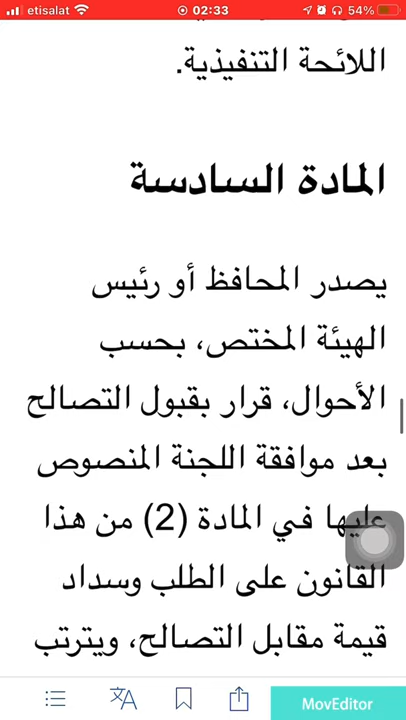 etisalat 02:33 54%
اللائحة التنفيذية.
المادة السادسة
يصدر المحافظ أو رئيس
الهيئة المختص، بحسب
الأحوال، قرار بقبول التصالح
بعد موافقة اللجنة المنصوص
عليها في المادة (2) من هذا
القانون على الطلب وسداد
قيمة مقابل التصالح، ويترتب
MovEditor